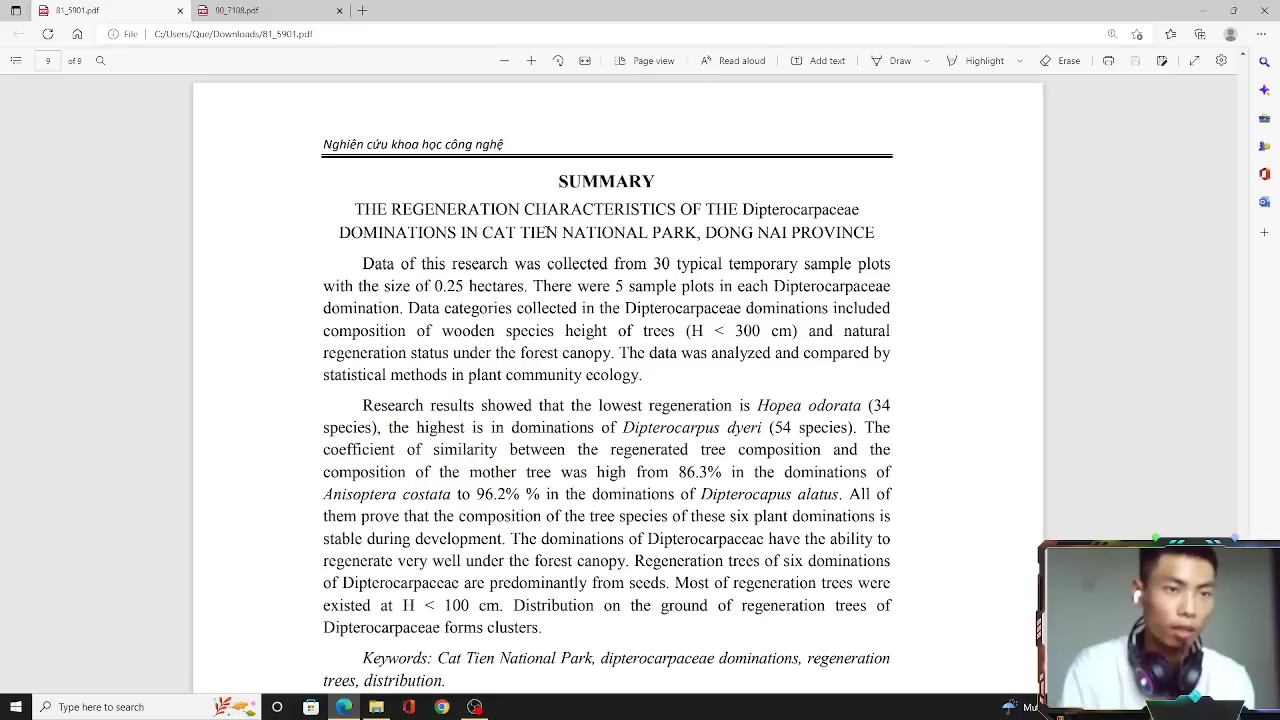 81_5901.pdf
90_7108.pdf
File
C:/Users/Que/Downloads/81_5901.pdf
9
of 9
Page view
Read aloud
Add text
Draw
Highlight
Erase
Nghiên cứu khoa học công nghệ
SUMMARY
THE REGENERATION CHARACTERISTICS OF THE Dipterocarpaceae
DOMINATIONS IN CAT TIEN NATIONAL PARK, DONG NAI PROVINCE
Data of this research was collected from 30 typical temporary sample plots
with the size of 0.25 hectares. There were 5 sample plots in each Dipterocarpaceae
domination. Data categories collected in the Dipterocarpaceae dominations included
composition of wooden species height of trees (H < 300 cm) and natural
regeneration status under the forest canopy. The data was analyzed and compared by
statistical methods in plant community ecology.
Research results showed that the lowest regeneration is Hopea odorata (34
species), the highest is in dominations of Dipterocarpus dyeri (54 species). The
coefficient of similarity between the regenerated tree composition and the
composition of the mother tree was high from 86.3% in the dominations of
Anisoptera costata to 96.2% % in the dominations of Dipterocapus alatus. All of
them prove that the composition of the tree species of these six plant dominations is
stable during development. The dominations of Dipterocarpaceae have the ability to
regenerate very well under the forest canopy. Regeneration trees of six dominations
of Dipterocarpaceae are predominantly from seeds. Most of regeneration trees were
existed at H < 100 cm. Distribution on the ground of regeneration trees of
Dipterocarpaceae forms clusters.
Keywords: Cat Tien National Park, dipterocarpaceae dominations, regeneration
trees, distribution.
Type here to search